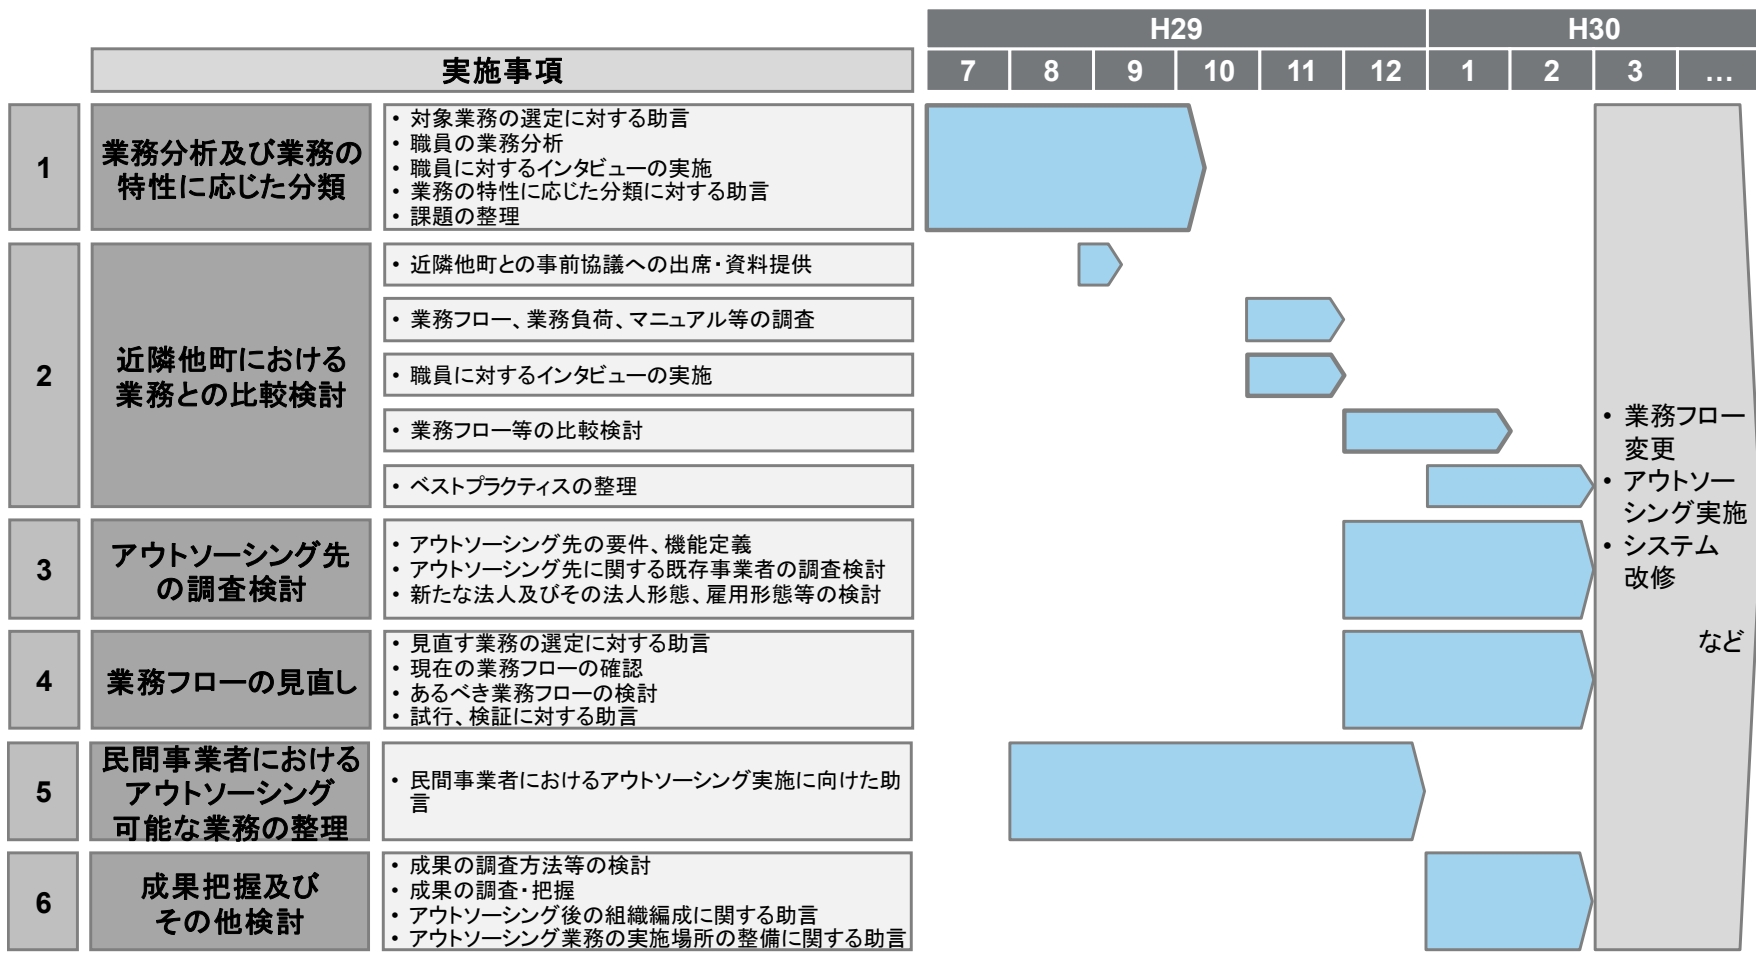 H29 H30
実施事項 7 8 9 10 11 12 1 2 3 …
1
業務分析及び業務の
特性に応じた分類
• 対象業務の選定に対する助言
• 職員の業務分析
• 職員に対するインタビューの実施
• 業務の特性に応じた分類に対する助言
• 課題の整理
2
近隣他町における
業務との比較検討
• 近隣他町との事前協議への出席・資料提供
• 業務フロー、業務負荷、マニュアル等の調査
• 職員に対するインタビューの実施
• 業務フロー等の比較検討
• ベストプラクティスの整理
3
アウトソーシング先
の調査検討
• アウトソーシング先の要件、機能定義
• アウトソーシング先に関する既存事業者の調査検討
• 新たな法人及びその法人形態、雇用形態等の検討
4
業務フローの見直し
• 見直す業務の選定に対する助言
• 現在の業務フローの確認
• あるべき業務フローの検討
• 試行、検証に対する助言
5
民間事業者における
アウトソーシング
可能な業務の整理
• 民間事業者におけるアウトソーシング実施に向けた助
言
6
成果把握及び
その他検討
• 成果の調査方法等の検討
• 成果の調査・把握
• アウトソーシング後の組織編成に関する助言
• アウトソーシング業務の実施場所の整備に関する助言
• 業務フロー
変更
• アウトソー
シング実施
• システム
改修
など